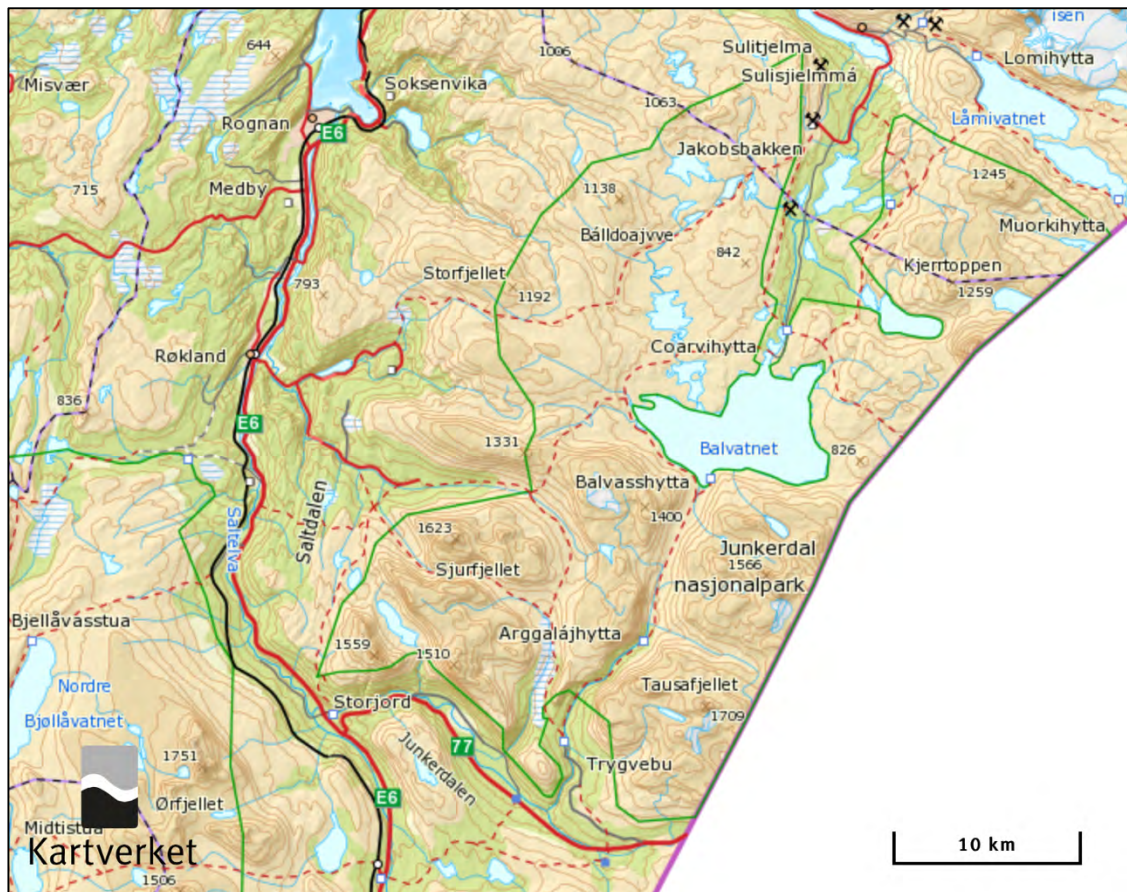 644
Misvær
Rognan
E6
Soksenvika
1006
Sulitjelma
Sulisjielmmá
isen
Lomihytta
1063
Låmivatnet
Jakobsbakken
Medby
715
1138
1245
Muorkihytta
Bálldoajvve
842
Kjerrtoppen
1259
793
Storfjellet
1192
Røkland
Coarvihytta
836
E6
1331
Balvatnet
826
Balvasshytta
1400
Saltdalen
Saltelva
1623
Sjurfjellet
Junkerdal
1566
nasjonalpark
Bjellåvasstua
1559
1510
Arggalájhytta
Nordre
Bjøllåvatnet
Tausafjellet
1709
Storjord
77
Junkerdalen
1751
Trygvebu
Ørfjellet
E6
Midtistua
Kartverket
1506
10 km